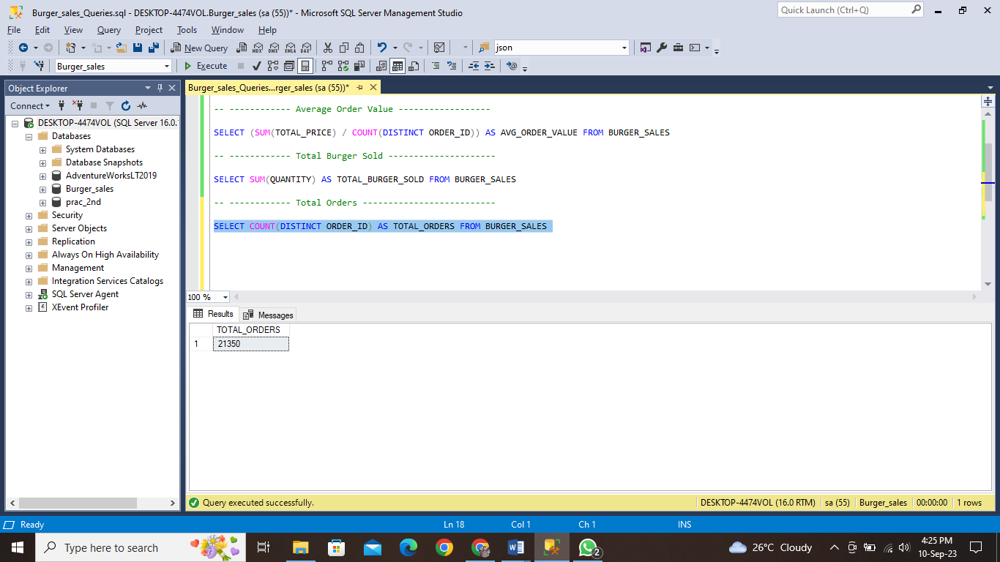 Burger_sales_Queries.sql - DESKTOP-4474VOL.Burger_sales (sa (55))* - Microsoft SQL Server Management Studio
Quick Launch (Ctrl+Q)
File Edit View Query Project Tools Window Help
New Query MDX DMX XMLA DAX json
Burger_sales Execute
Object Explorer
Connect
DESKTOP-4474VOL (SQL Server 16.0.
Databases
System Databases
Database Snapshots
AdventureWorksLT2019
Burger_sales
prac_2nd
Security
Server Objects
Replication
Always On High Availability
Management
Integration Services Catalogs
SQL Server Agent
XEvent Profiler
Burger_sales_Queries...rger_sales (sa (55))*
-- ------------ Average Order Value ----------------
SELECT (SUM(TOTAL_PRICE) / COUNT(DISTINCT ORDER_ID)) AS AVG_ORDER_VALUE FROM BURGER_SALES
-- ------------ Total Burger Sold ---------------------
SELECT SUM(QUANTITY) AS TOTAL_BURGER_SOLD FROM BURGER_SALES
-- ------------ Total Orders --------------------------
SELECT COUNT(DISTINCT ORDER_ID) AS TOTAL_ORDERS FROM BURGER_SALES
100 %
Results Messages
TOTAL_ORDERS
1 21350
Query executed successfully. DESKTOP-4474VOL (16.0 RTM) sa (55) Burger_sales 00:00:00 1 rows
Ready Ln 18 Col 1 Ch 1 INS
Type here to search 2 26°C Cloudy 4:25 PM
10-Sep-23